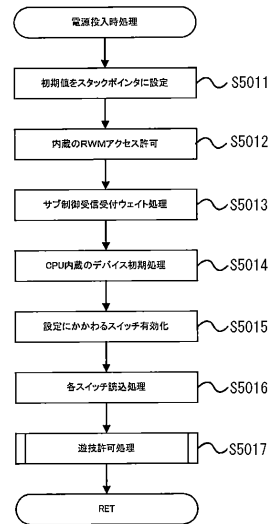 電源投入時処理
初期値をスタックポインタに設定
S5011
内蔵のRWMアクセス許可
S5012
サブ制御受信受付ウェイト処理
S5013
CPU内蔵のデバイス初期処理
S5014
設定にかかわるスイッチ有効化
S5015
各スイッチ読込処理
S5016
遊技許可処理
S5017
RET